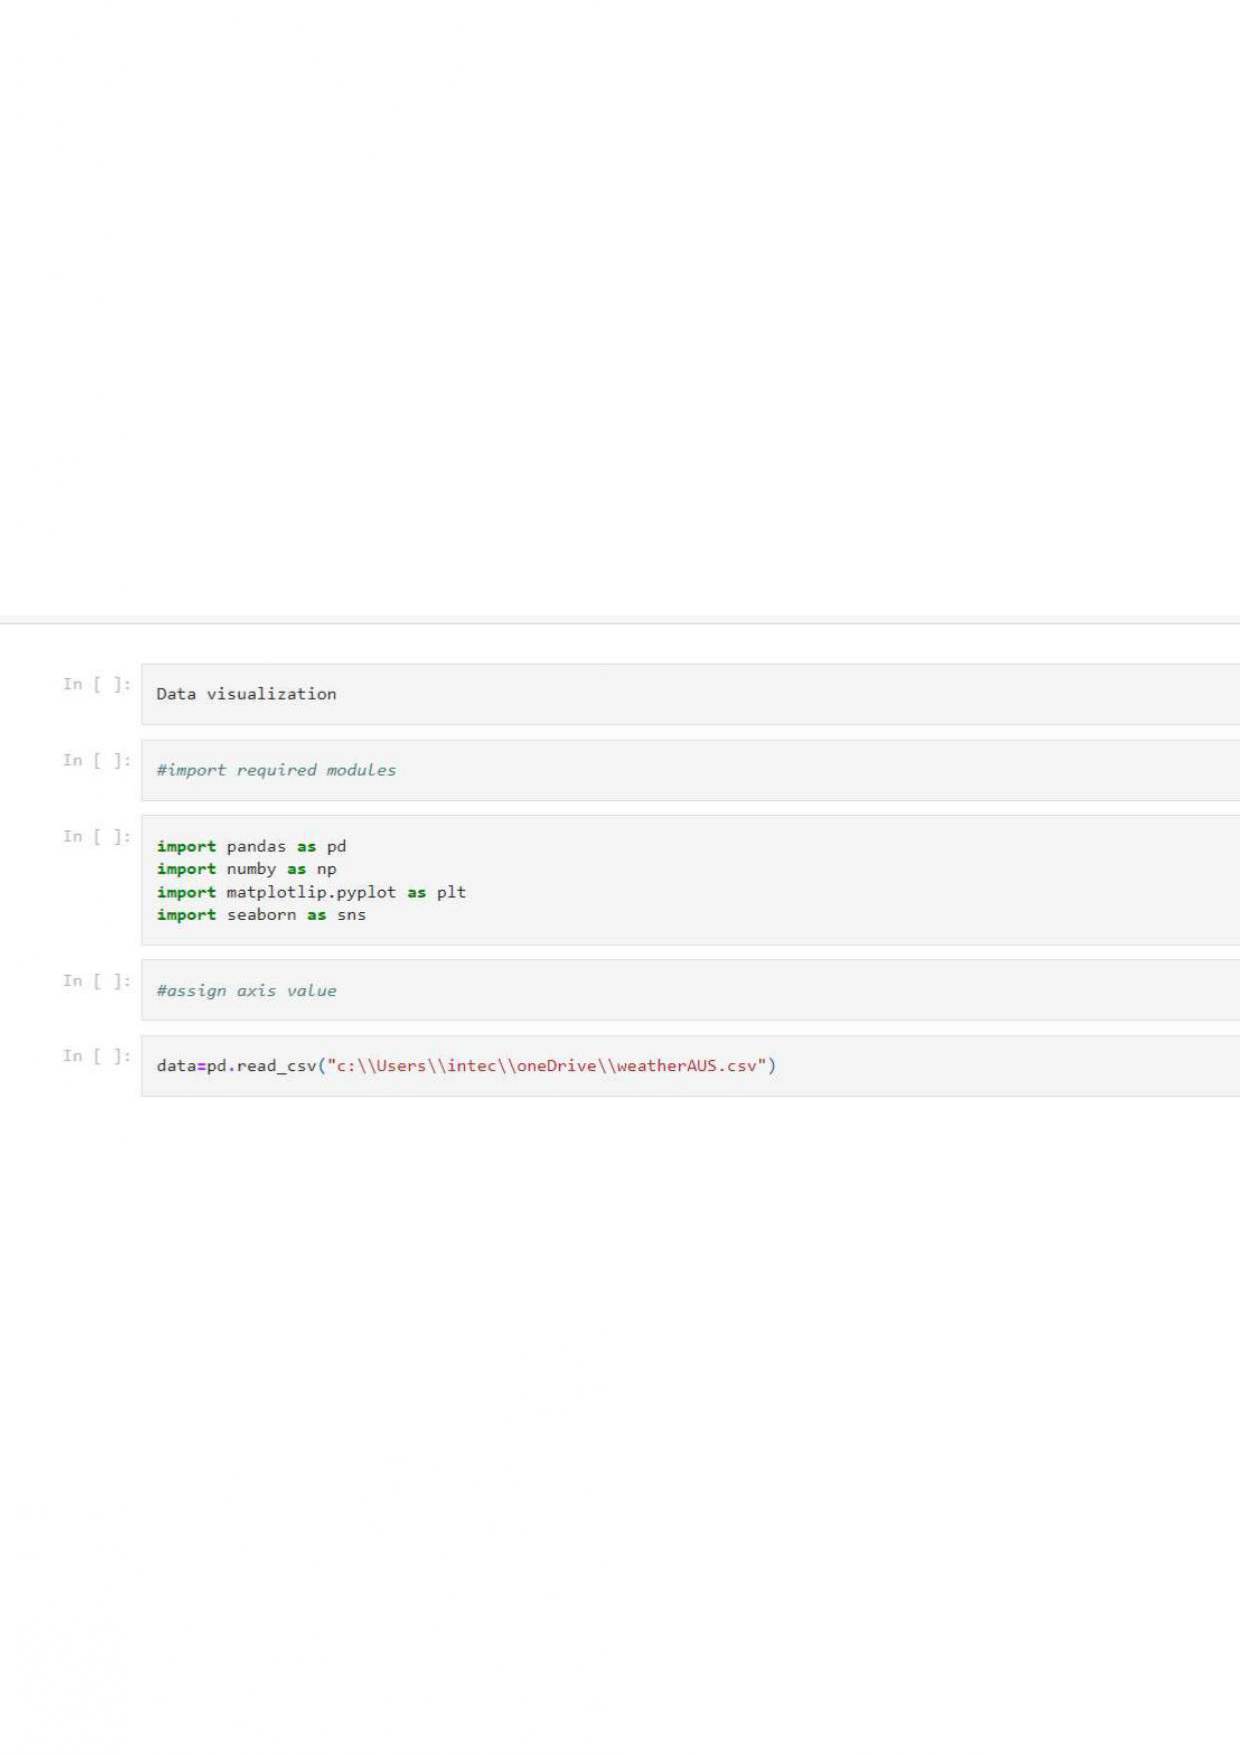 In [ ]: Data visualization
In [ ]: #import required modules
In [ ]: import pandas as pd
import numby as np
import matplotlip.pyplot as plt
import seaborn as sns
In [ ]: #assign axis value
In [ ]: data=pd.read_csv("c:\\Users\\intec\\oneDrive\\weatherAUS.csv")